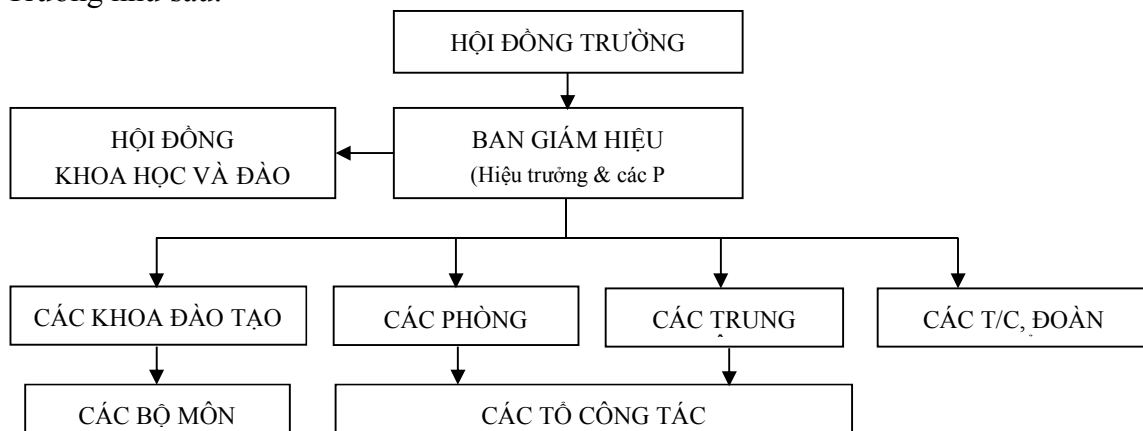 Trường như sau:
HỘI ĐỒNG TRƯỜNG
HỘI ĐỒNG
KHOA HỌC VÀ ĐÀO
BAN GIÁM HIỆU
(Hiệu trưởng & các P
CÁC KHOA ĐÀO TẠO
CÁC PHÒNG
CÁC TRUNG
CÁC T/C, ĐOÀN
CÁC BỘ MÔN
CÁC TỔ CÔNG TÁC